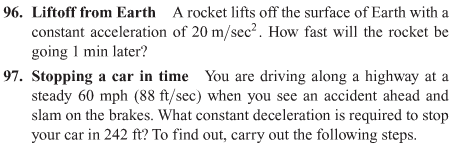 96. Liftoff from Earth A rocket lifts off the surface of Earth with a
constant acceleration of 20 m/sec². How fast will the rocket be
going 1 min later?
97. Stopping a car in time You are driving along a highway at a
steady 60 mph (88 ft/sec) when you see an accident ahead and
slam on the brakes. What constant deceleration is required to stop
your car in 242 ft? To find out, carry out the following steps.